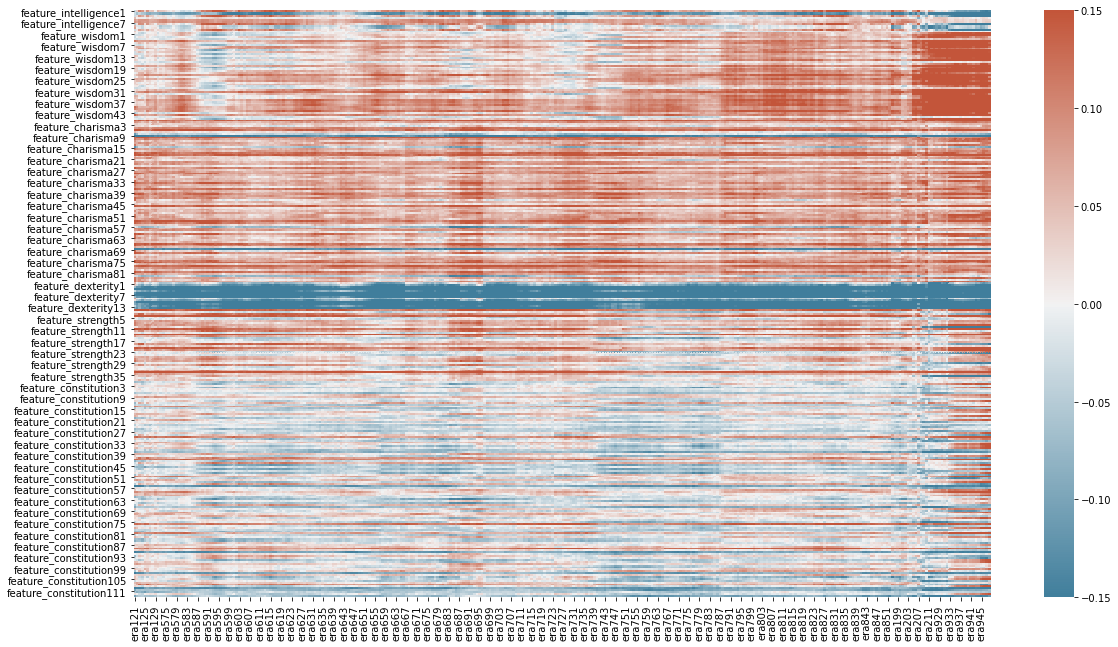 feature_intelligence1
feature_intelligence7
feature_wisdom1
feature_wisdom7
feature_wisdom13
feature_wisdom19
feature_wisdom25
feature_wisdom31
feature_wisdom37
feature_wisdom43
feature_charisma3
feature_charisma9
feature_charisma15
feature_charisma21
feature_charisma27
feature_charisma33
feature_charisma39
feature_charisma45
feature_charisma51
feature_charisma57
feature_charisma63
feature_charisma69
feature_charisma75
feature_charisma81
feature_dexterity1
feature_dexterity7
feature_dexterity13
feature_strength5
feature_strength11
feature_strength17
feature_strength23
feature_strength29
feature_strength35
feature_constitution3
feature_constitution9
feature_constitution15
feature_constitution21
feature_constitution27
feature_constitution33
feature_constitution39
feature_constitution45
feature_constitution51
feature_constitution57
feature_constitution63
feature_constitution69
feature_constitution75
feature_constitution81
feature_constitution87
feature_constitution93
feature_constitution99
feature_constitution105
feature_constitution111
era121
era125
era129
era575
era579
era583
era587
era591
era595
era599
era603
era607
era611
era615
era619
era623
era627
era631
era635
era639
era643
era647
era651
era655
era659
era663
era667
era671
era675
era679
era683
era687
era691
era695
era699
era703
era707
era711
era715
era719
era723
era727
era731
era735
era739
era743
era747
era751
era755
era759
era763
era767
era771
era775
era779
era783
era787
era791
era795
era799
era803
era807
era811
era815
era819
era823
era827
era831
era835
era839
era843
era847
era851
era199
era203
era207
era211
era929
era933
era937
era941
era945
0.15
0.10
0.05
0.00
−0.05
−0.10
−0.15